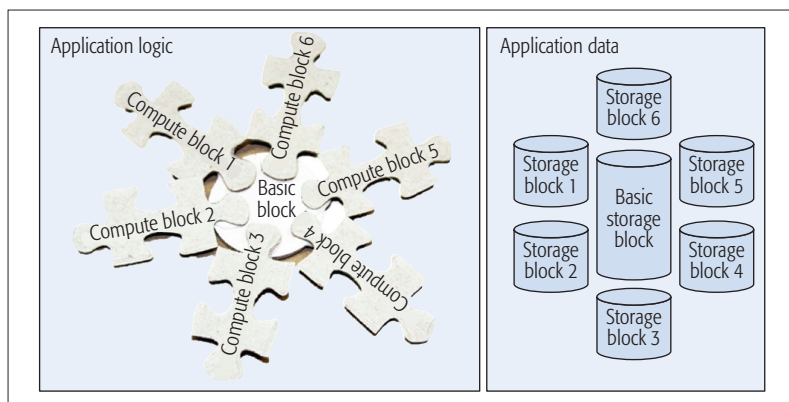 Application logic
Compute block 6
Compute block 1
Compute block 5
Basic
block
Compute block 2
Compute block 3
Compute block 4
Application data
Storage
block 6
Storage
block 1
Storage
block 5
Basic
storage
block
Storage
block 2
Storage
block 4
Storage
block 3